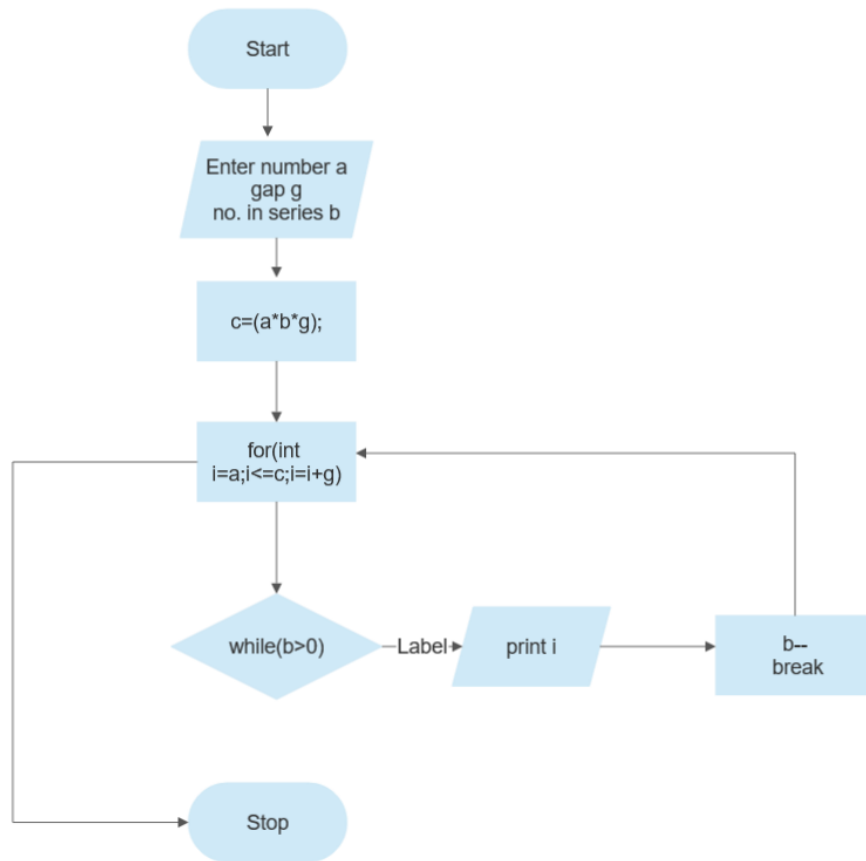 Start
Enter number a
gap g
no. in series b
c=(a*b*g);
for(int
i=a;i<=c;i=i+g)
while(b>0)
Label
print i
b--
break
Stop